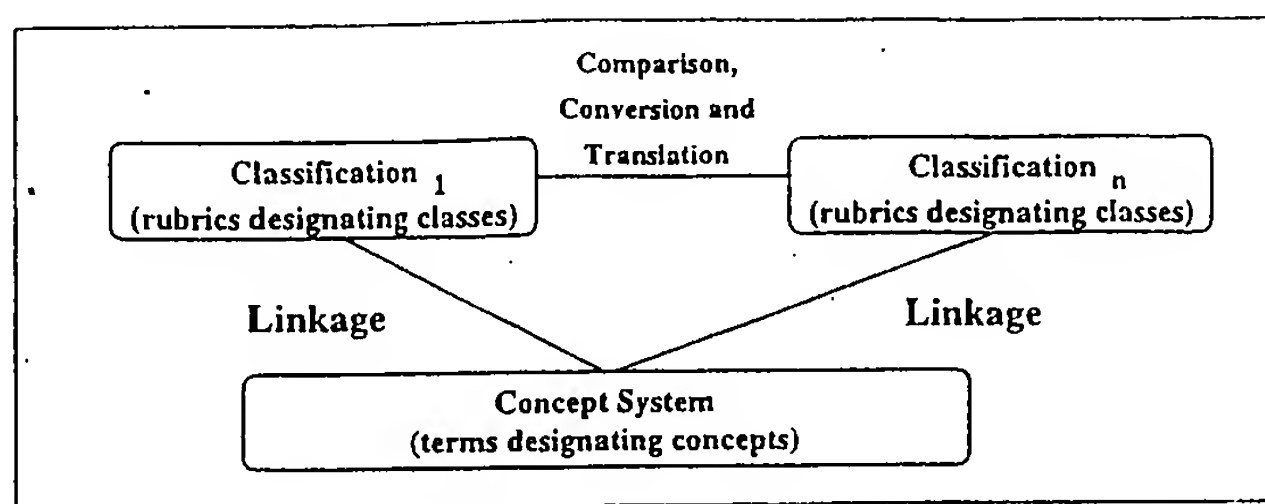 Comparison,
Conversion and
Translation
Classification 1
(rubrics designating classes)
Classification n
(rubrics designating classes)
Linkage
Linkage
Concept System
(terms designating concepts)